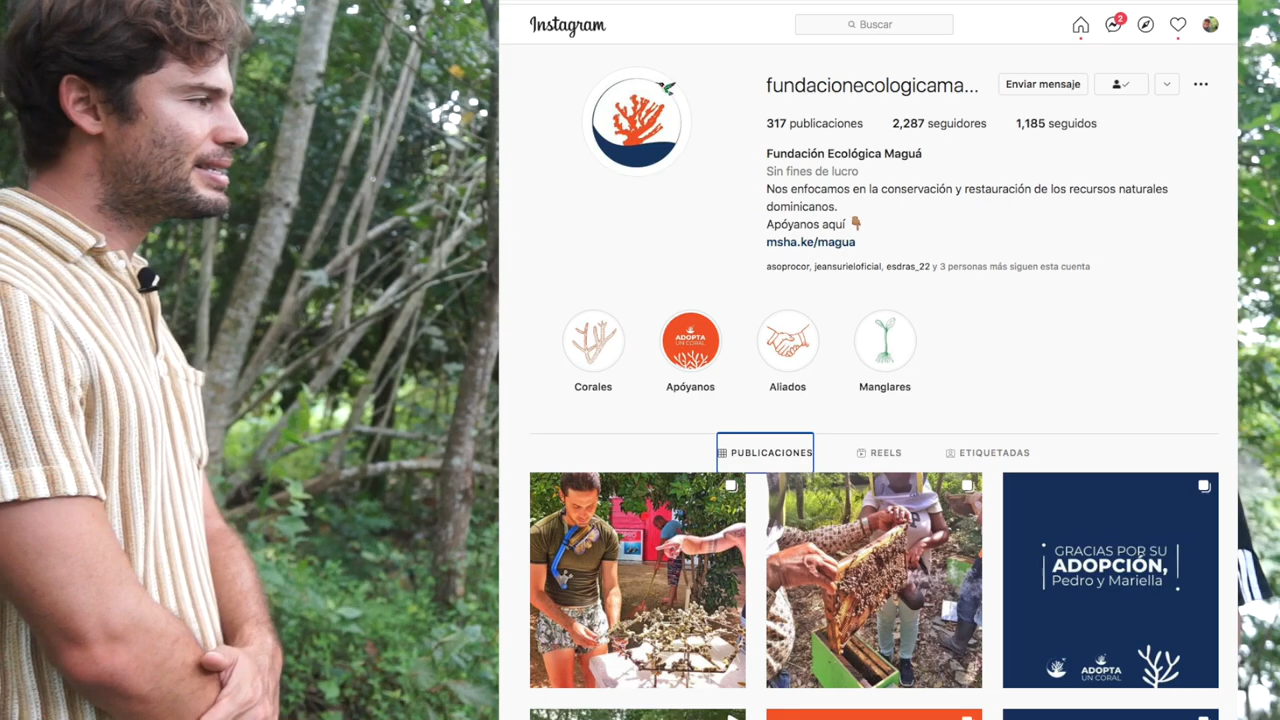 Instagram
Buscar
2
fundacionecologicama...
Enviar mensaje
317 publicaciones 2,287 seguidores 1,185 seguidos
Fundación Ecológica Maguá
Sin fines de lucro
Nos enfocamos en la conservación y restauración de los recursos naturales
dominicanos.
Apóyanos aquí 👇🏽
msha.ke/magua
asoprocor, jeansurieloficial, esdras_22 y 3 personas más siguen esta cuenta
ADOPTA
UN CORAL
Corales Apóyanos Aliados Manglares
PUBLICACIONES REELS ETIQUETADAS
GRACIAS POR SU
ADOPCIÓN,
Pedro y Mariella
ADOPTA
UN CORAL